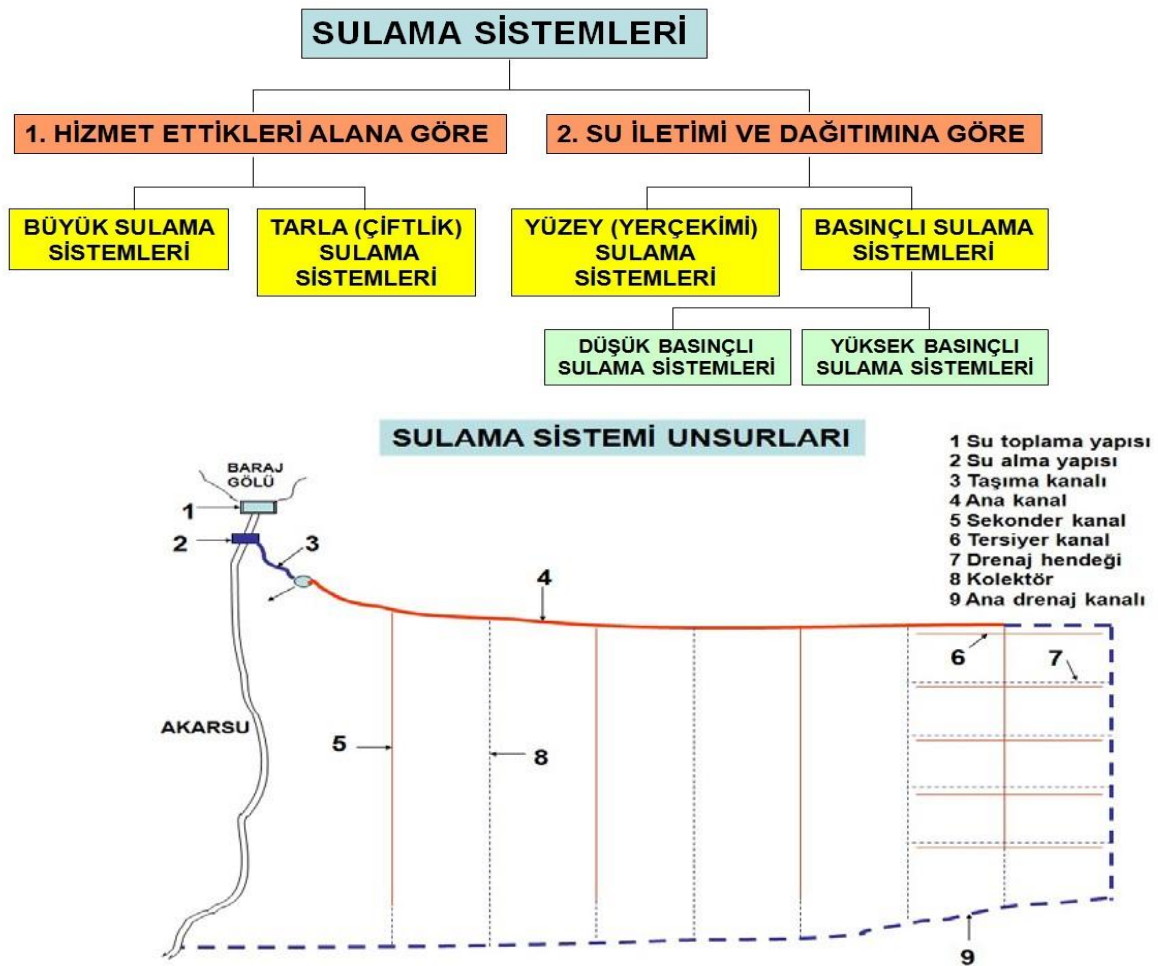 SULAMA SİSTEMLERİ
1. HİZMET ETTİKLERİ ALANA GÖRE
2. SU İLETİMİ VE DAĞITIMINA GÖRE
BÜYÜK SULAMA
SİSTEMLERİ
TARLA (ÇİFTLİK)
SULAMA
SİSTEMLERİ
YÜZEY (YERÇEKİMİ)
SULAMA
SİSTEMLERİ
BASINÇLI SULAMA
SİSTEMLERİ
DÜŞÜK BASINÇLI
SULAMA SİSTEMLERİ
YÜKSEK BASINÇLI
SULAMA SİSTEMLERİ
SULAMA SİSTEMİ UNSURLARI
1 Su toplama yapısı
2 Su alma yapısı
3 Taşıma kanalı
4 Ana kanal
5 Sekonder kanal
6 Tersiyer kanal
7 Drenaj hendeği
8 Kolektör
9 Ana drenaj kanalı
BARAJ
GÖLÜ
1
2
3
4
6
7
AKARSU
5
8
9